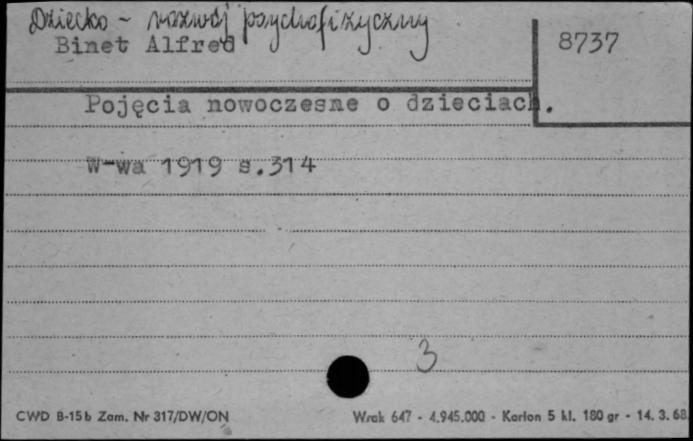 Dziecko - rozwój psychofizyczny
Binet Alfred
8737
Pojęcia nowoczesne o dzieciach.
W-wa 1919 s.314
3
CWD B-15b Zam. Nr 317/DW/ON
Wrak 647 - 4.945.000 - Karton 5 kl. 180 gr - 14. 3. 68